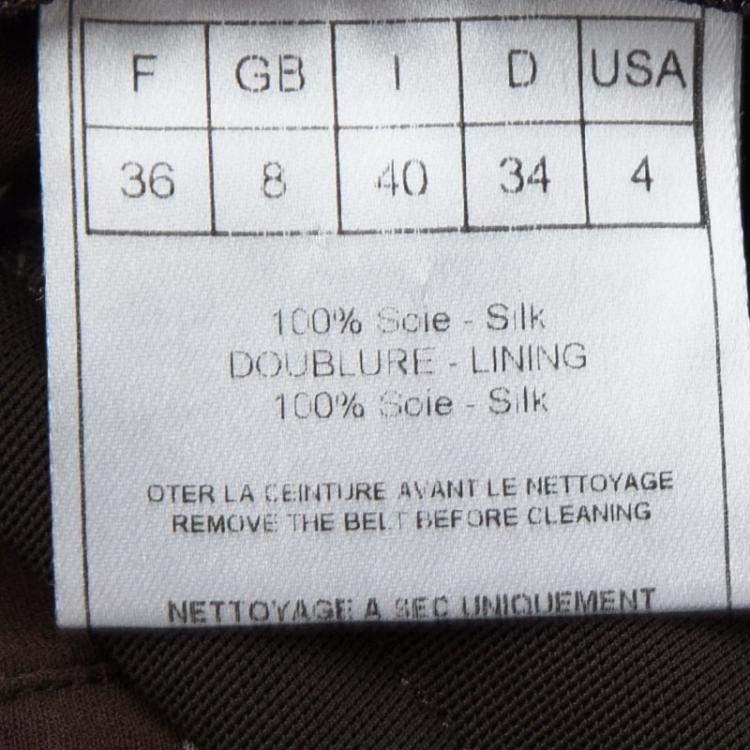 F GB I D USA
36 8 40 34 4
100% Soie - Silk
DOUBLURE - LINING
100% Soie - Silk
OTER LA CEINTURE AVANT LE NETTOYAGE
REMOVE THE BELT BEFORE CLEANING
NETTOYAGE A SEC UNIQUEMENT